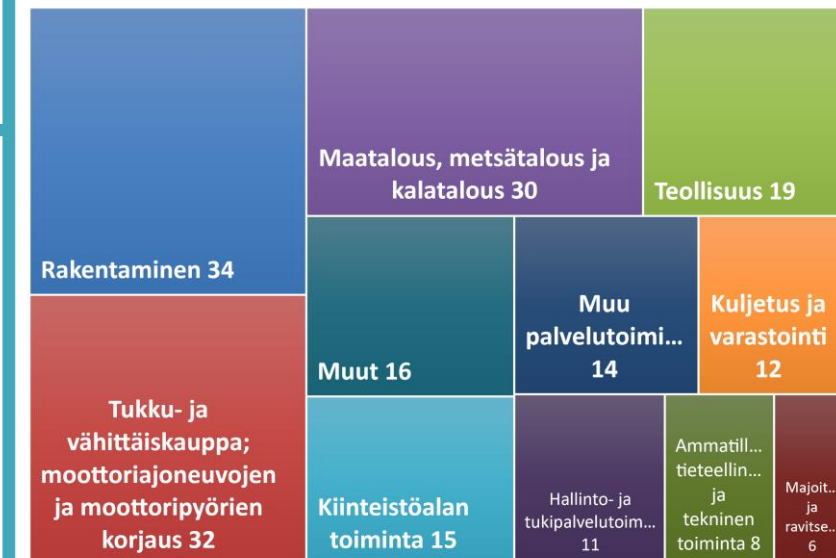 Rakentaminen 34
Tukku- ja
vähittäiskauppa;
moottoriajoneuvojen
ja moottoripyörien
korjaus 32
Maatalous, metsätalous ja
kalatalous 30
Teollisuus 19
Muut 16
Muu
palvelutoimi...
14
Kuljetus ja
varastointi
12
Kiinteistöalan
toiminta 15
Hallinto- ja
tukipalvelutoim...
11
Ammatill...
tieteellin...
ja
tekninen
toiminta 8
Majoit...
ja
ravitse...
6